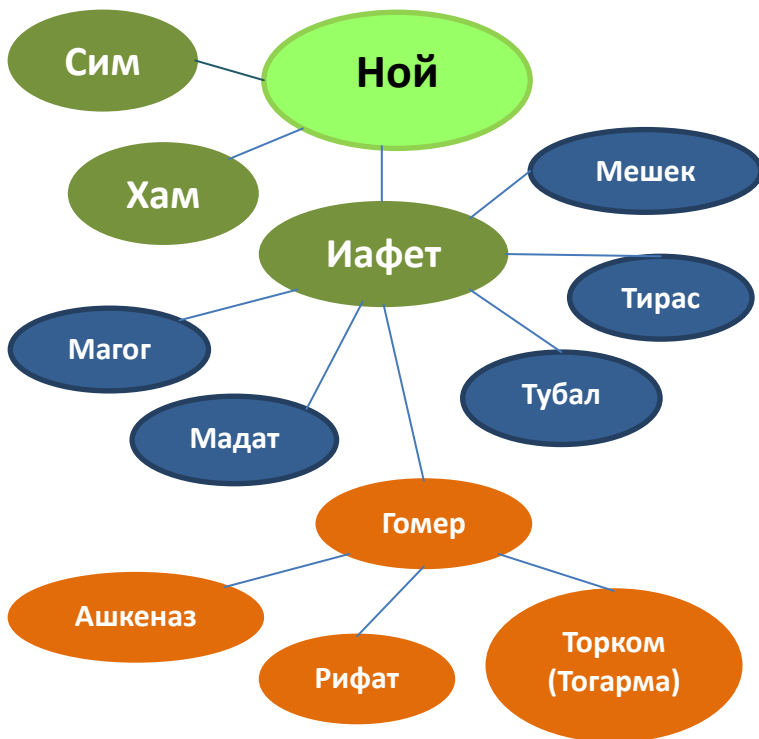 Сим
Ной
Хам
Мешек
Иафет
Тирас
Магог
Тубал
Мадат
Гомер
Ашкеназ
Рифат
Торком
(Тогарма)